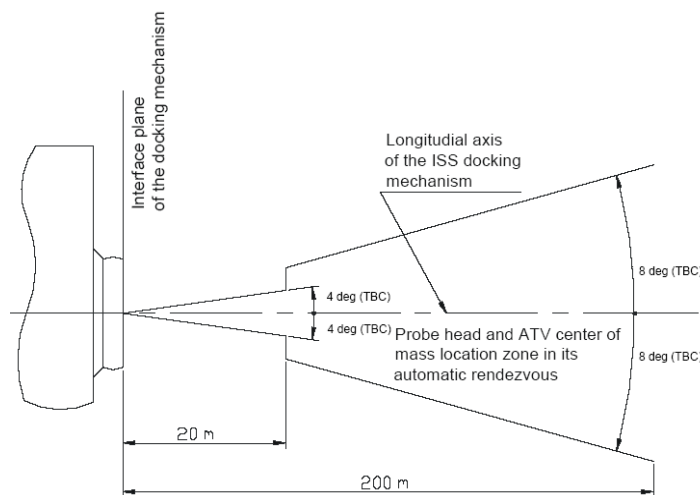 Interface plane
of the docking mechanism
Longitudial axis
of the ISS docking
mechanism
8 deg (TBC)
4 deg (TBC)
4 deg (TBC)
Probe head and ATV center of
mass location zone in its
automatic rendezvous
8 deg (TBC)
20 m
200 m